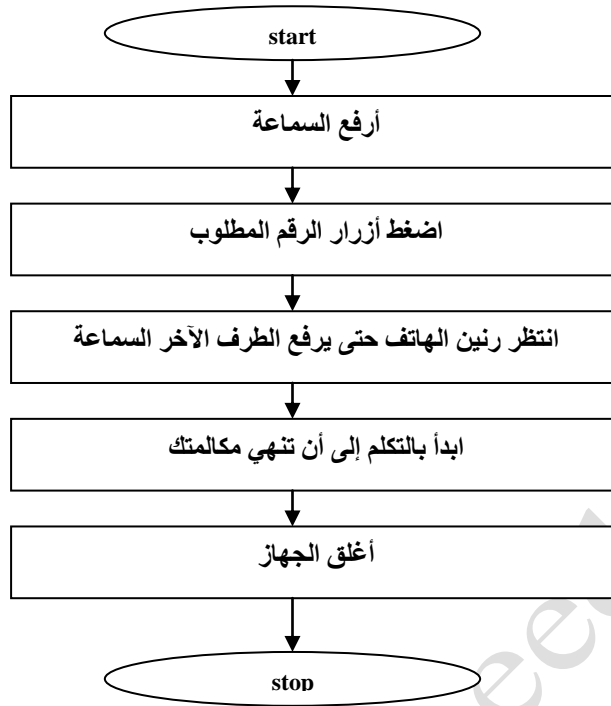 start
أرفع السماعة
اضغط أزرار الرقم المطلوب
انتظر رنين الهاتف حتى يرفع الطرف الآخر السماعة
ابدأ بالتكلم إلى أن تنهي مكالمتك
أغلق الجهاز
stop